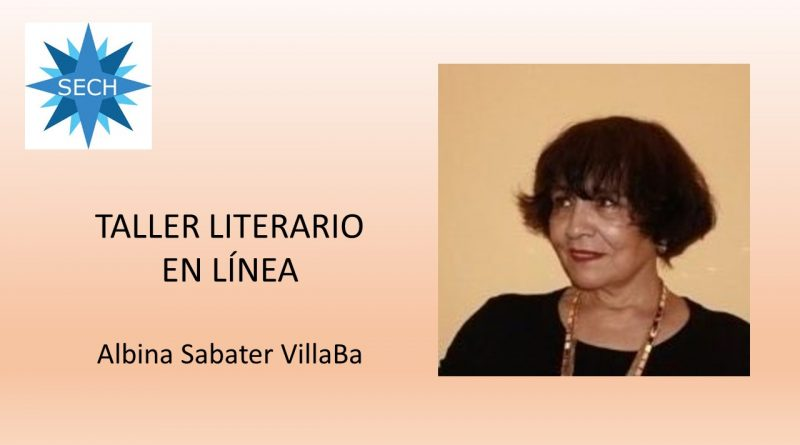 SECH
TALLER LITERARIO
EN LÍNEA
Albina Sabater VillaBa